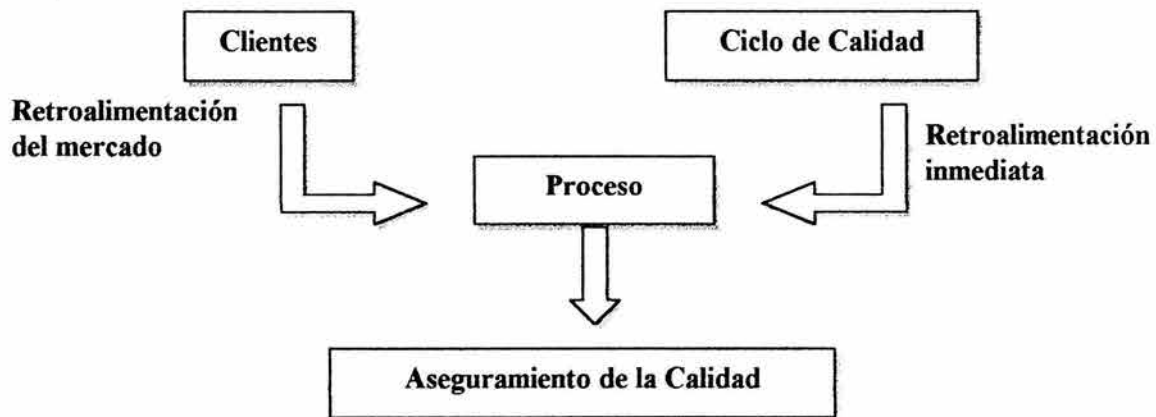 Clientes
Ciclo de Calidad
Retroalimentación
del mercado
Retroalimentación
inmediata
Proceso
Aseguramiento de la Calidad